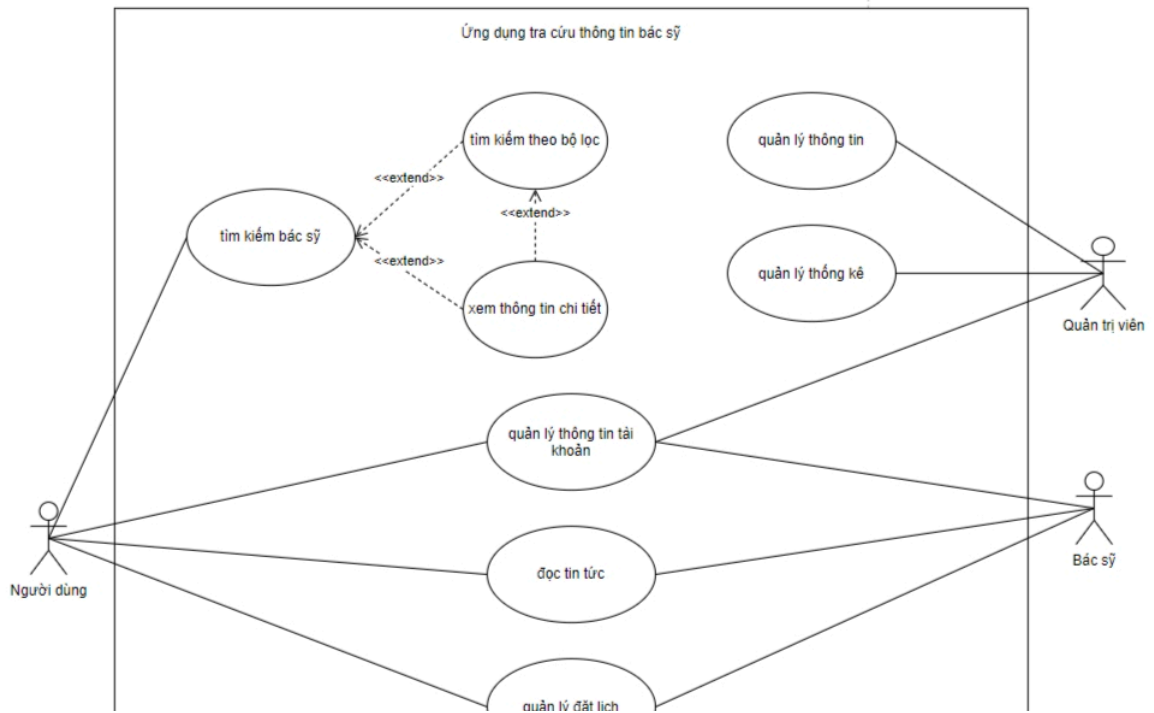 Ứng dụng tra cứu thông tin bác sỹ
tìm kiếm theo bộ lọc
quản lý thông tin
<<extend>>
<<extend>>
tìm kiếm bác sỹ
<<extend>>
quản lý thống kê
xem thông tin chi tiết
Quản trị viên
quản lý thông tin tài
khoản
đọc tin tức
Bác sỹ
Người dùng
quản lý đặt lịch